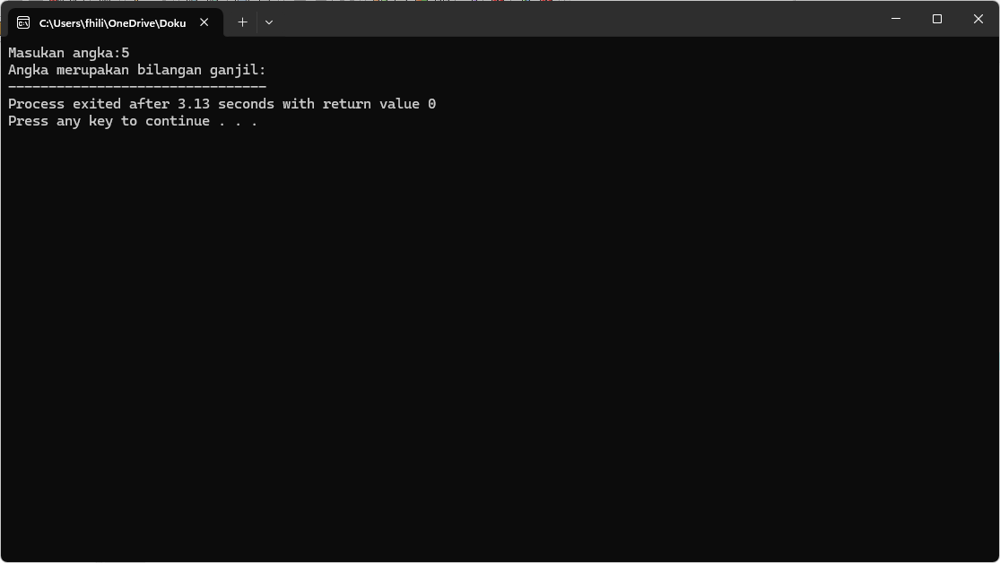 C:\Users\fhili\OneDrive\Doku
Masukan angka:5
Angka merupakan bilangan ganjil:
--------------------------------
Process exited after 3.13 seconds with return value 0
Press any key to continue . . .